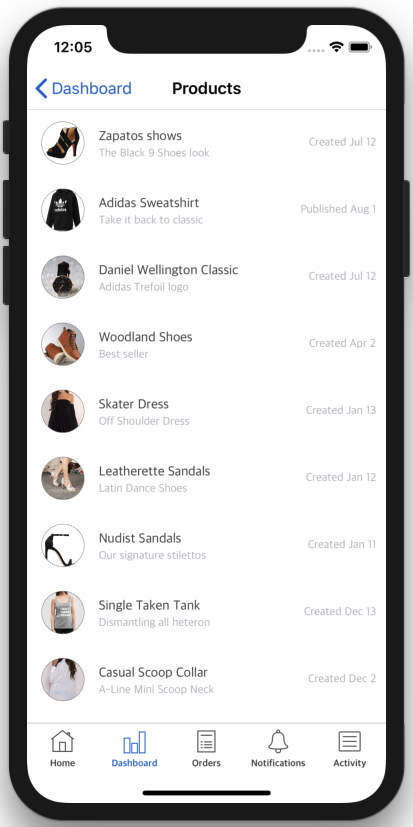 12:05
Dashboard
Products
Zapatos shows
The Black 9 Shoes look
Created Jul 12
Adidas Sweatshirt
Take it back to classic
Published Aug 1
adidas
Daniel Wellington Classic
Adidas Trefoil logo
Created Jul 12
Woodland Shoes
Best seller
Created Apr 2
Skater Dress
Off Shoulder Dress
Created Jan 13
Leatherette Sandals
Latin Dance Shoes
Created Jan 12
Nudist Sandals
Our signature stilettos
Created Jan 11
Single Taken Tank
Dismantling all heteron
Created Dec 13
Casual Scoop Collar
A-Line Mini Scoop Neck
Created Dec 2
Home
Dashboard
Orders
Notifications
Activity